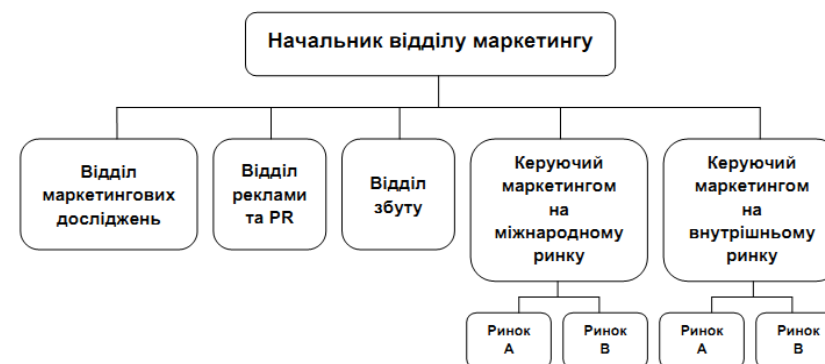 Начальник відділу маркетингу
Відділ
маркетингових
досліджень
Відділ
реклами
та PR
Відділ
збуту
Керуючий
маркетингом
на
міжнародному
ринку
Керуючий
маркетингом
на
внутрішньому
ринку
Ринок
А
Ринок
В
Ринок
А
Ринок
В